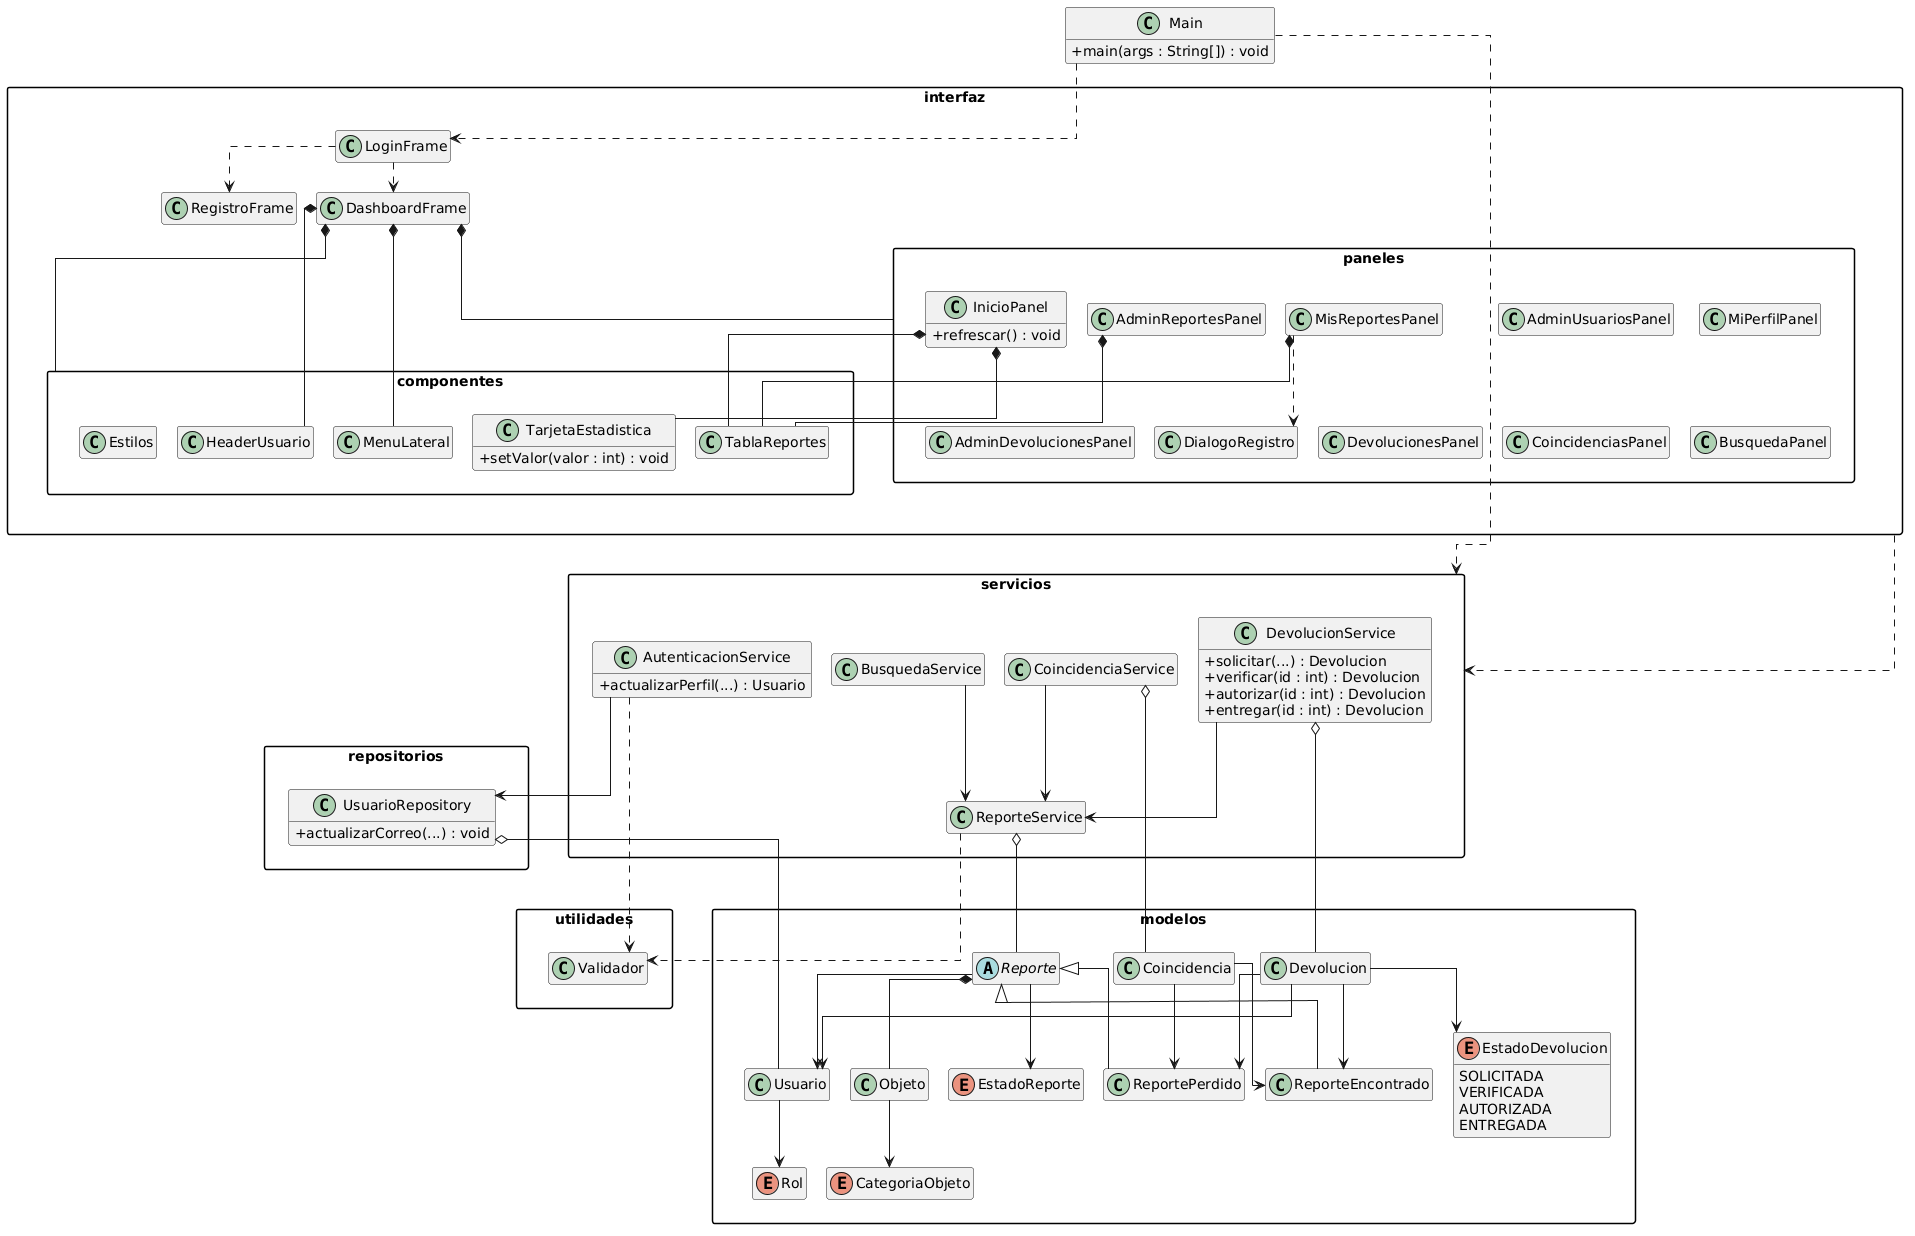 C Main
+main(args : String[]) : void
interfaz
C LoginFrame
C RegistroFrame
C DashboardFrame
paneles
C InicioPanel
+refrescar() : void
C AdminReportesPanel
C MisReportesPanel
C AdminUsuariosPanel
C MiPerfilPanel
componentes
C Estilos
C HeaderUsuario
C MenuLateral
C TarjetaEstadistica
+setValor(valor : int) : void
C TablaReportes
C AdminDevolucionesPanel
C DialogoRegistro
C DevolucionesPanel
C CoincidenciasPanel
C BusquedaPanel
servicios
C AutenticacionService
+actualizarPerfil(...) : Usuario
C BusquedaService
C CoincidenciaService
C DevolucionService
+solicitar(...) : Devolucion
+verificar(id : int) : Devolucion
+autorizar(id : int) : Devolucion
+entregar(id : int) : Devolucion
repositorios
C UsuarioRepository
+actualizarCorreo(...) : void
C ReporteService
utilidades
C Validador
modelos
A Reporte
C Coincidencia
C Devolucion
C Usuario
C Objeto
E EstadoReporte
C ReportePerdido
C ReporteEncontrado
E EstadoDevolucion
SOLICITADA
VERIFICADA
AUTORIZADA
ENTREGADA
E Rol
E CategoriaObjeto